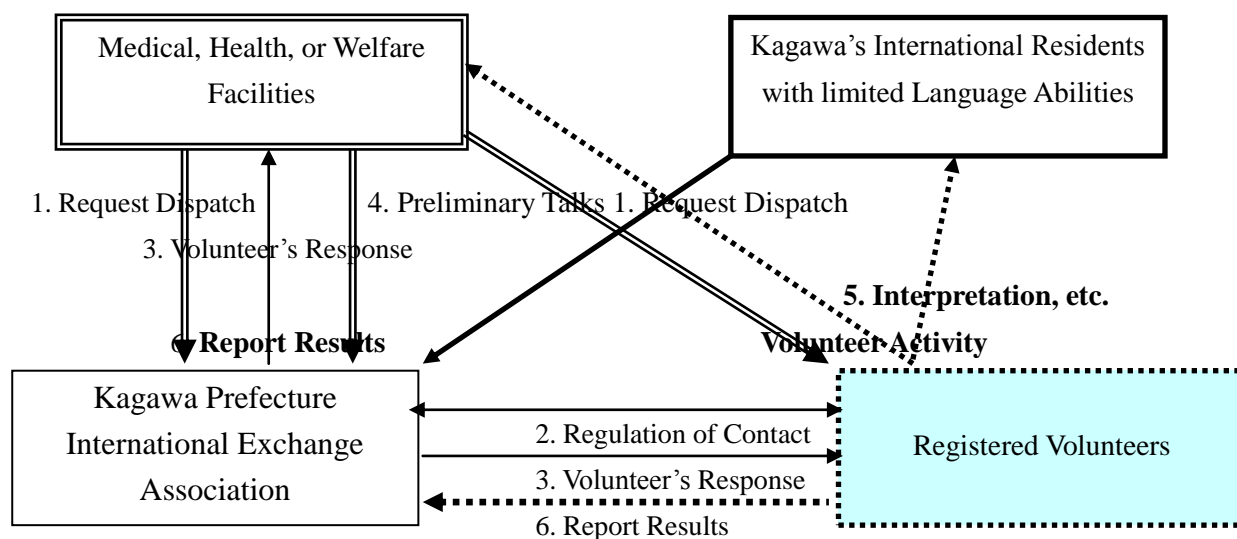 Medical, Health, or Welfare
Facilities
Kagawa’s International Residents
with limited Language Abilities
1. Request Dispatch
4. Preliminary Talks
1. Request Dispatch
3. Volunteer’s Response
5. Interpretation, etc.
Volunteer Activity
6. Report Results
Kagawa Prefecture
International Exchange
Association
2. Regulation of Contact
3. Volunteer’s Response
6. Report Results
Registered Volunteers